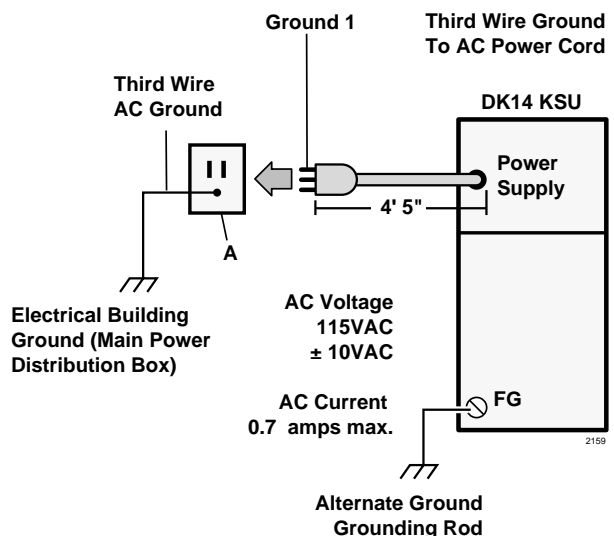 Ground 1
Third Wire Ground
To AC Power Cord
Third Wire
AC Ground
DK14 KSU
Power
Supply
4' 5"
A
Electrical Building
Ground (Main Power
Distribution Box)
AC Voltage
115VAC
± 10VAC
AC Current
0.7 amps max.
FG
2159
Alternate Ground
Grounding Rod